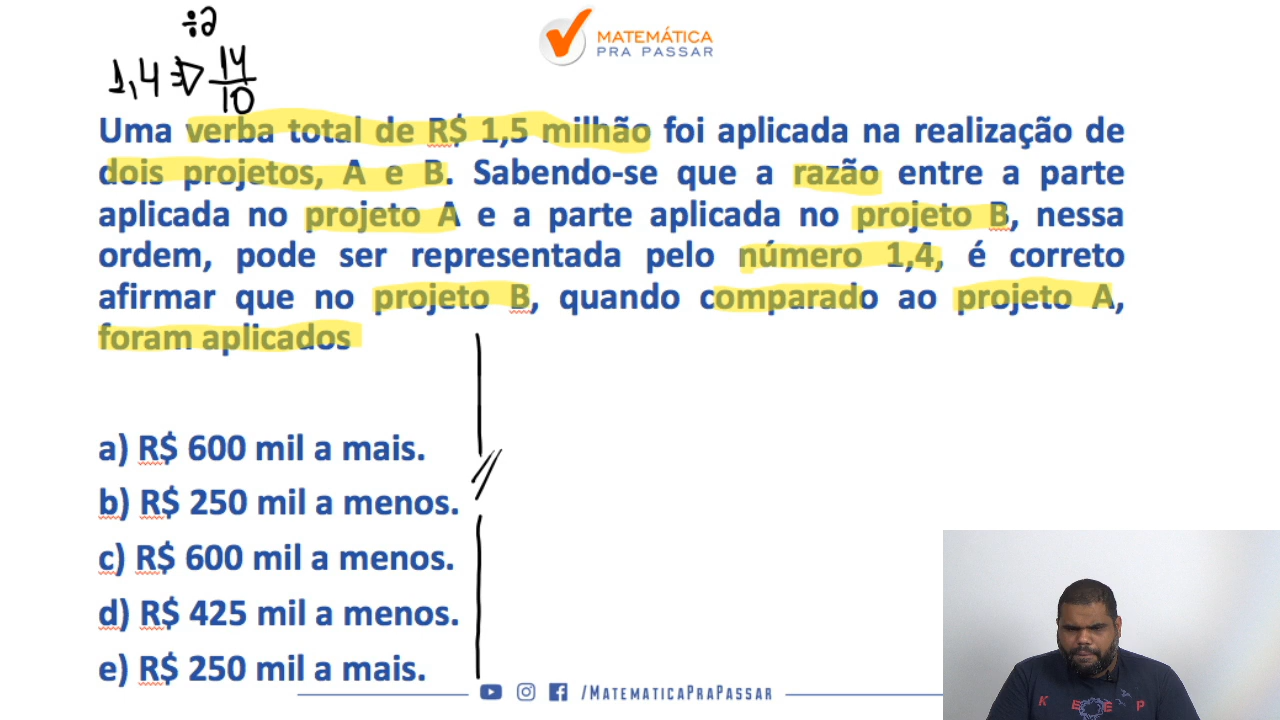 ÷2
1,4 ⇒ 14/10
MATEMÁTICA
PRA PASSAR
Uma verba total de R$ 1,5 milhão foi aplicada na realização de
dois projetos, A e B. Sabendo-se que a razão entre a parte
aplicada no projeto A e a parte aplicada no projeto B, nessa
ordem, pode ser representada pelo número 1,4, é correto
afirmar que no projeto B, quando comparado ao projeto A,
foram aplicados
a) R$ 600 mil a mais.
b) R$ 250 mil a menos.
c) R$ 600 mil a menos.
d) R$ 425 mil a menos.
e) R$ 250 mil a mais.
/MATEMATICAPRAPASSAR
K E E P